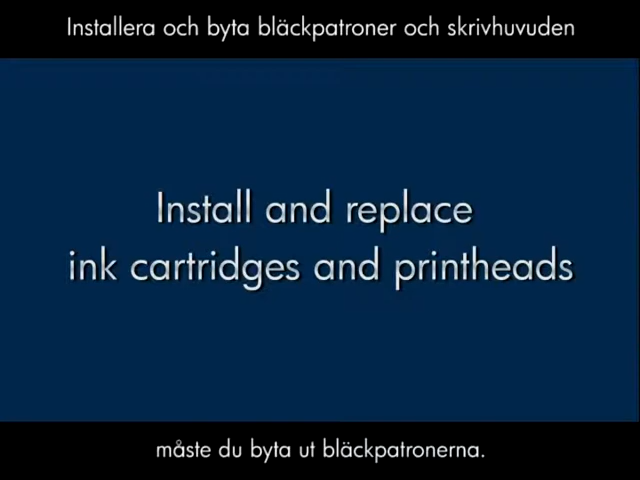 Installera och byta bläckpatroner och skrivhuvuden
Install and replace
ink cartridges and printheads
måste du byta ut bläckpatronerna.